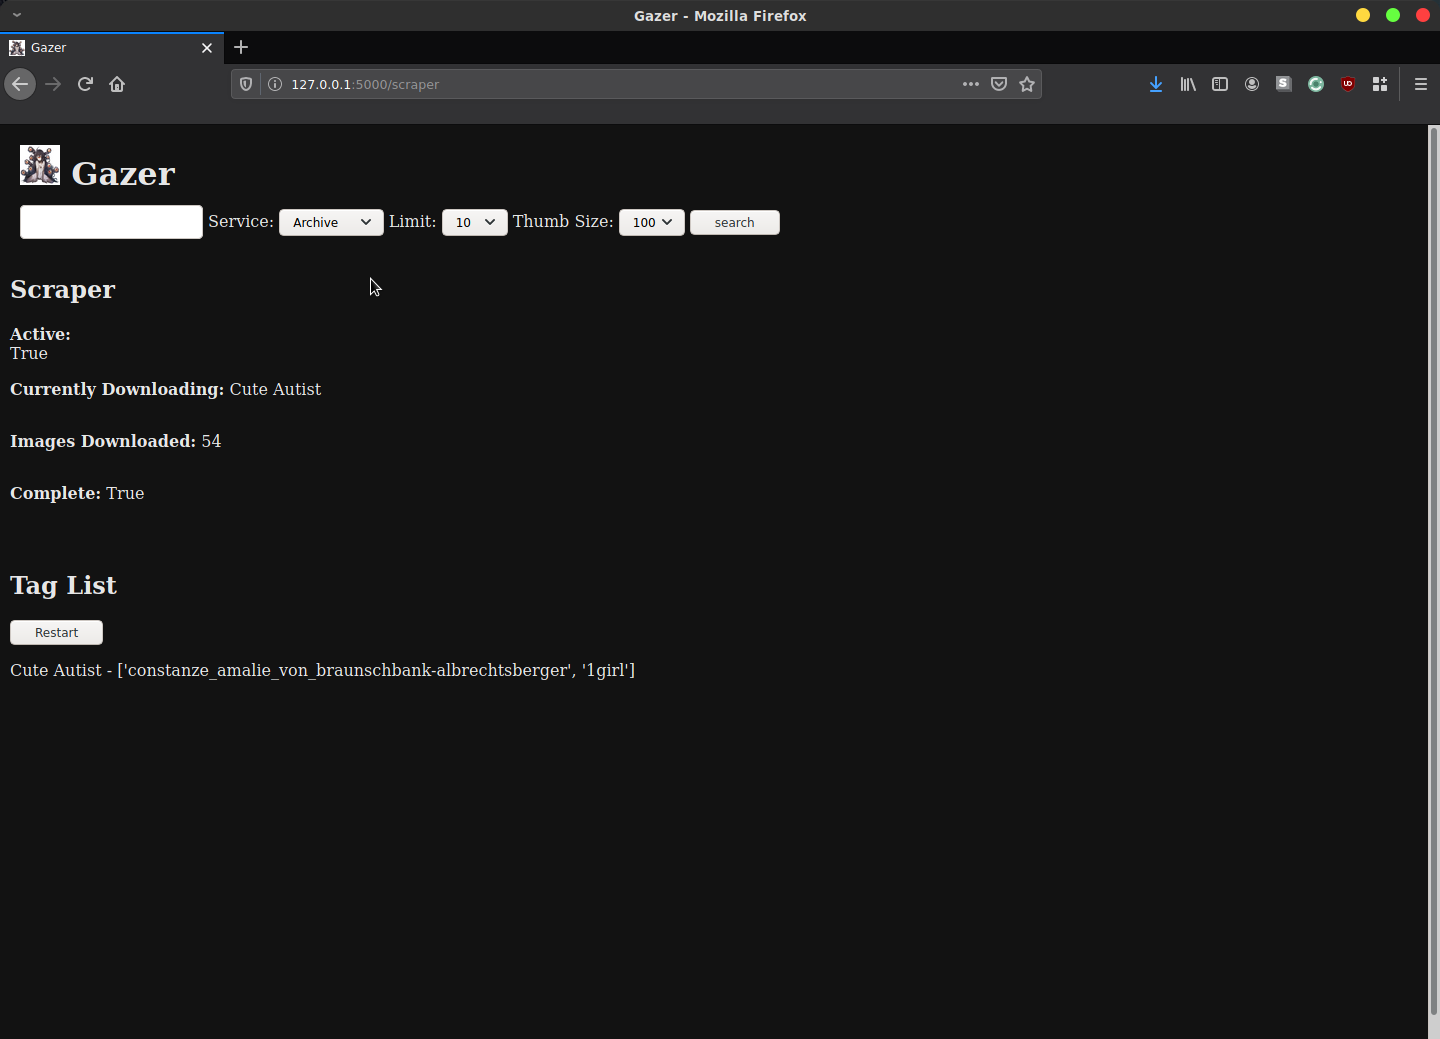 Gazer - Mozilla Firefox
Gazer
127.0.0.1:5000/scraper
Gazer
Service: Archive Limit: 10 Thumb Size: 100 search
Scraper
Active:
True
Currently Downloading: Cute Autist
Images Downloaded: 54
Complete: True
Tag List
Restart
Cute Autist - ['constanze_amalie_von_braunschbank-albrechtsberger', '1girl']